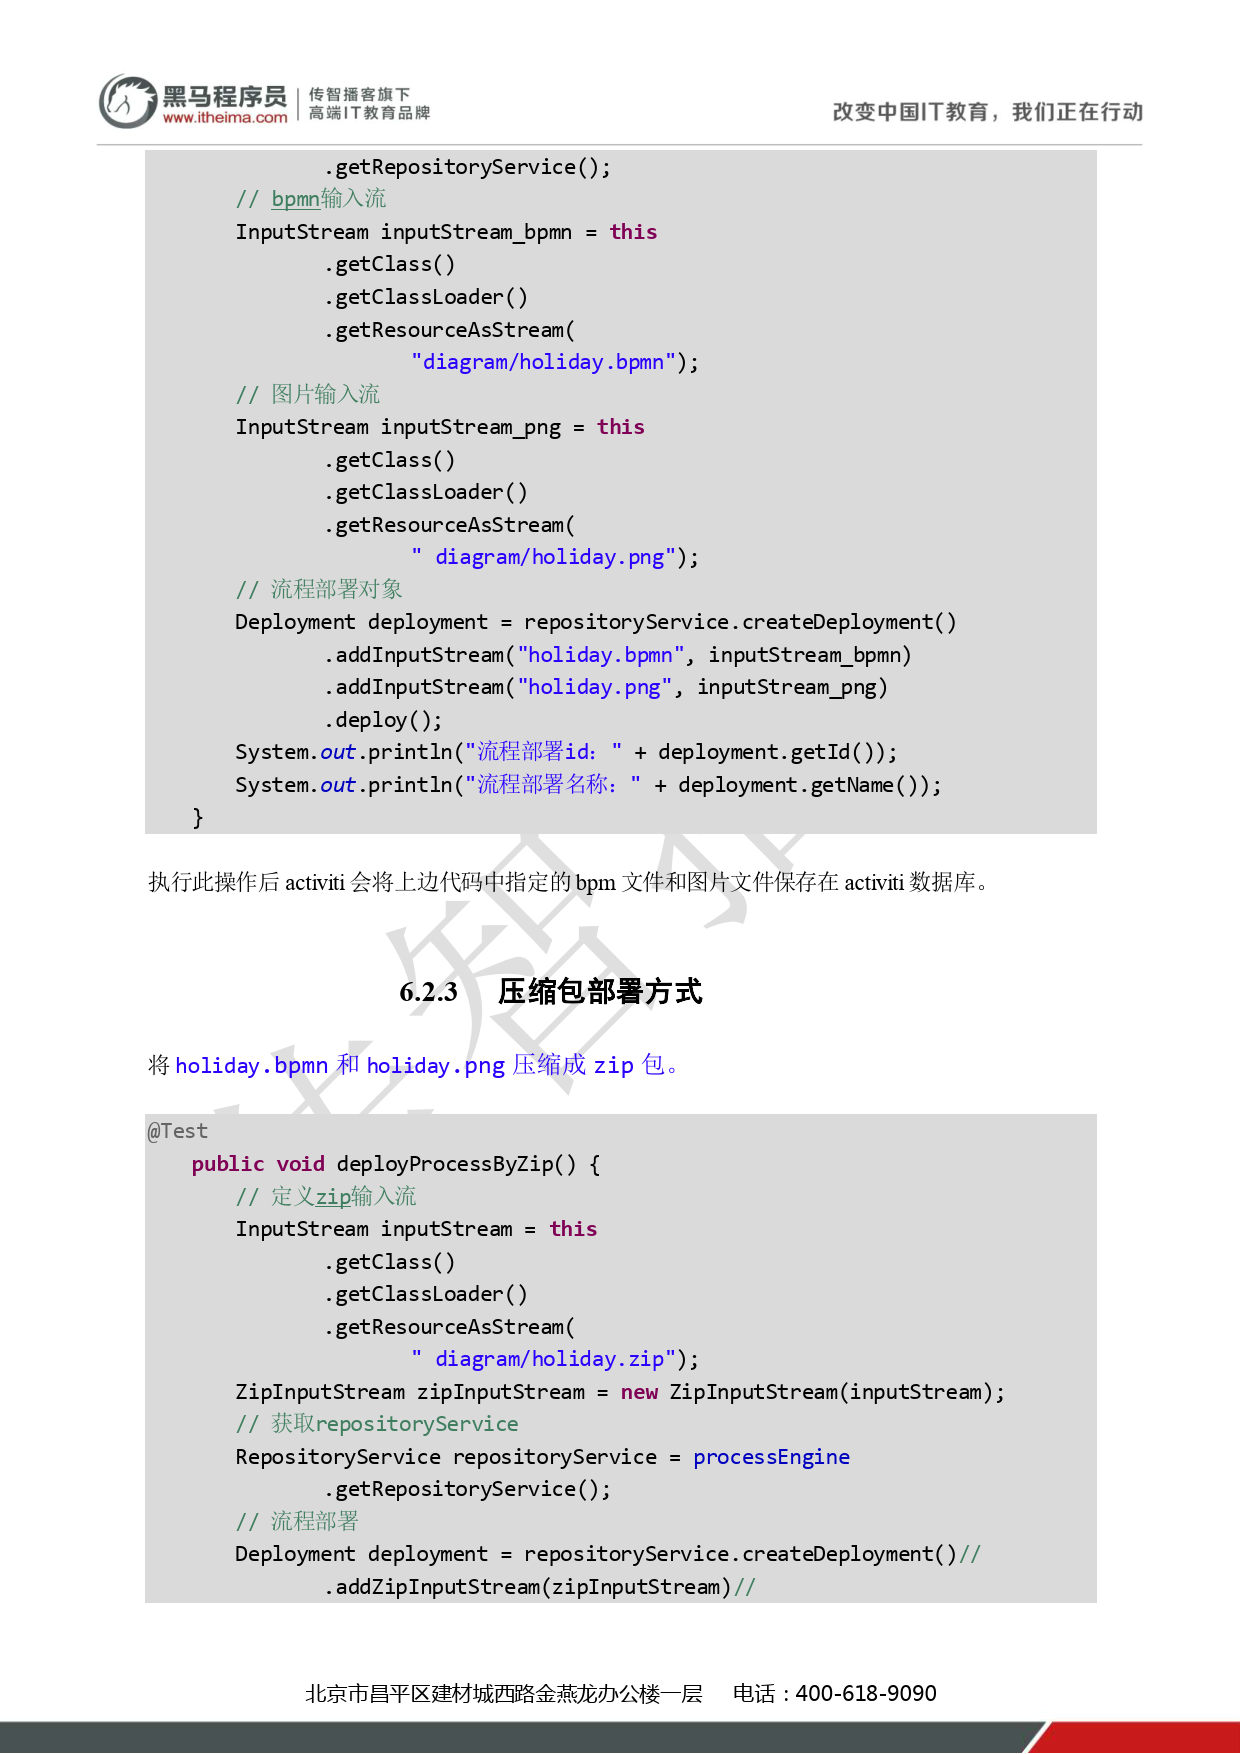 黑马程序员
www.itheima.com
传智播客旗下
高端IT教育品牌
改变中国IT教育，我们正在行动
.getRepositoryService();
// bpmn输入流
InputStream inputStream_bpmn = this
.getClass()
.getClassLoader()
.getResourceAsStream(
"diagram/holiday.bpmn");
// 图片输入流
InputStream inputStream_png = this
.getClass()
.getClassLoader()
.getResourceAsStream(
" diagram/holiday.png");
// 流程部署对象
Deployment deployment = repositoryService.createDeployment()
.addInputStream("holiday.bpmn", inputStream_bpmn)
.addInputStream("holiday.png", inputStream_png)
.deploy();
System.out.println("流程部署id：" + deployment.getId());
System.out.println("流程部署名称：" + deployment.getName());
}
执行此操作后 activiti 会将上边代码中指定的 bpm 文件和图片文件保存在 activiti 数据库。
6.2.3 压缩包部署方式
将 holiday.bpmn 和 holiday.png 压缩成 zip 包。
@Test
public void deployProcessByZip() {
// 定义zip输入流
InputStream inputStream = this
.getClass()
.getClassLoader()
.getResourceAsStream(
" diagram/holiday.zip");
ZipInputStream zipInputStream = new ZipInputStream(inputStream);
// 获取repositoryService
RepositoryService repositoryService = processEngine
.getRepositoryService();
// 流程部署
Deployment deployment = repositoryService.createDeployment()//
.addZipInputStream(zipInputStream)//
北京市昌平区建材城西路金燕龙办公楼一层 电话：400-618-9090